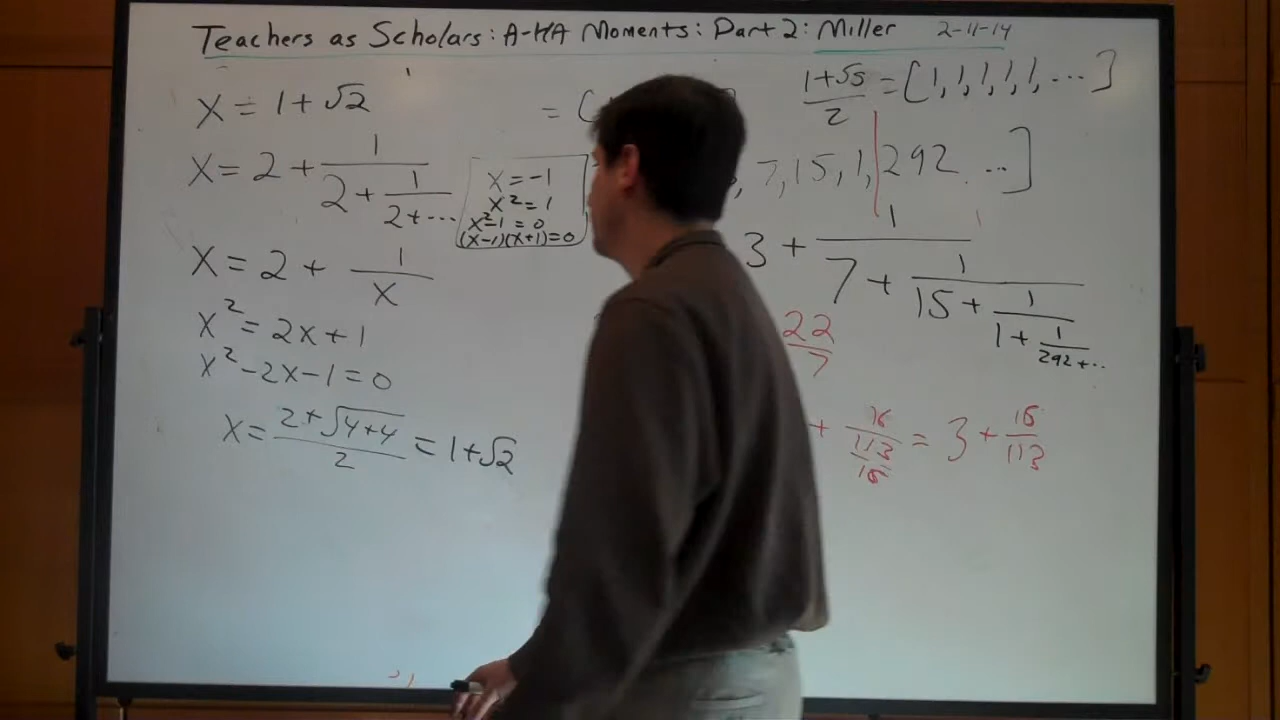 Teachers as Scholars: A-HA Moments: Part 2: Miller 2-11-14
x = 1 + √2
x = 2 + 1
2 + 1
2 + ...
x = 2 + 1
x
x² = 2x + 1
x² - 2x - 1 = 0
x = 2 + √4+4 = 1 + √2
2
x = -1
x² = 1
x² - 1 = 0
(x-1)(x+1) = 0
= (
1+√5 = [1, 1, 1, 1, 1, ...]
2
, 7, 15, 1, 292 ...]
3 + 1
7 + 1
15 + 1
1 + 1
292 + ...
22
7
+ 16 = 3 + 16
113 113
16